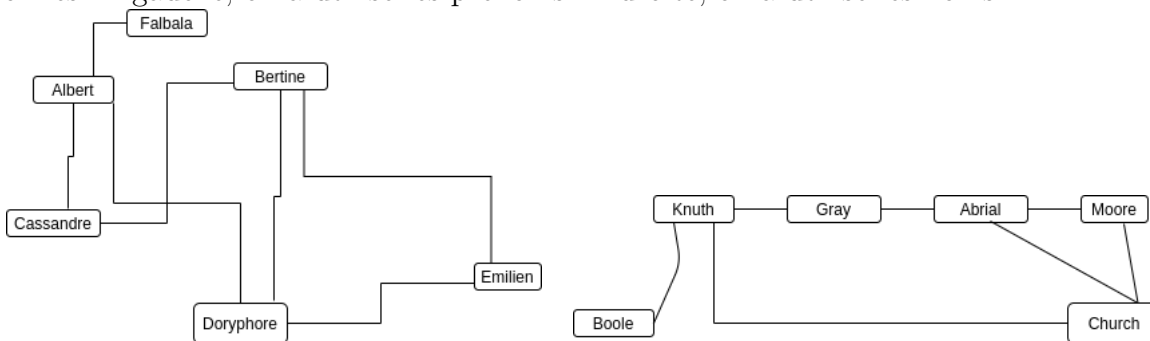 Falbala
Albert
Bertine
Cassandre
Emilien
Doryphore
Knuth
Gray
Abrial
Moore
Boole
Church